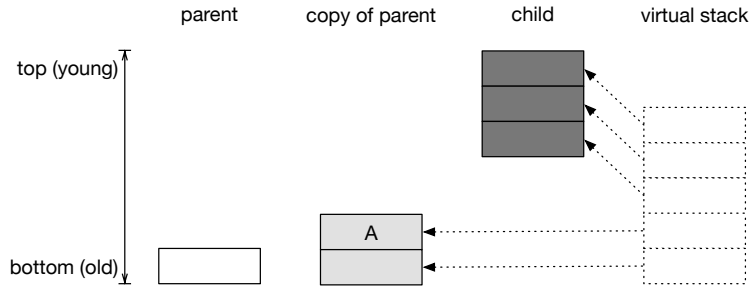 parent
copy of parent
child
virtual stack
top (young)
A
bottom (old)